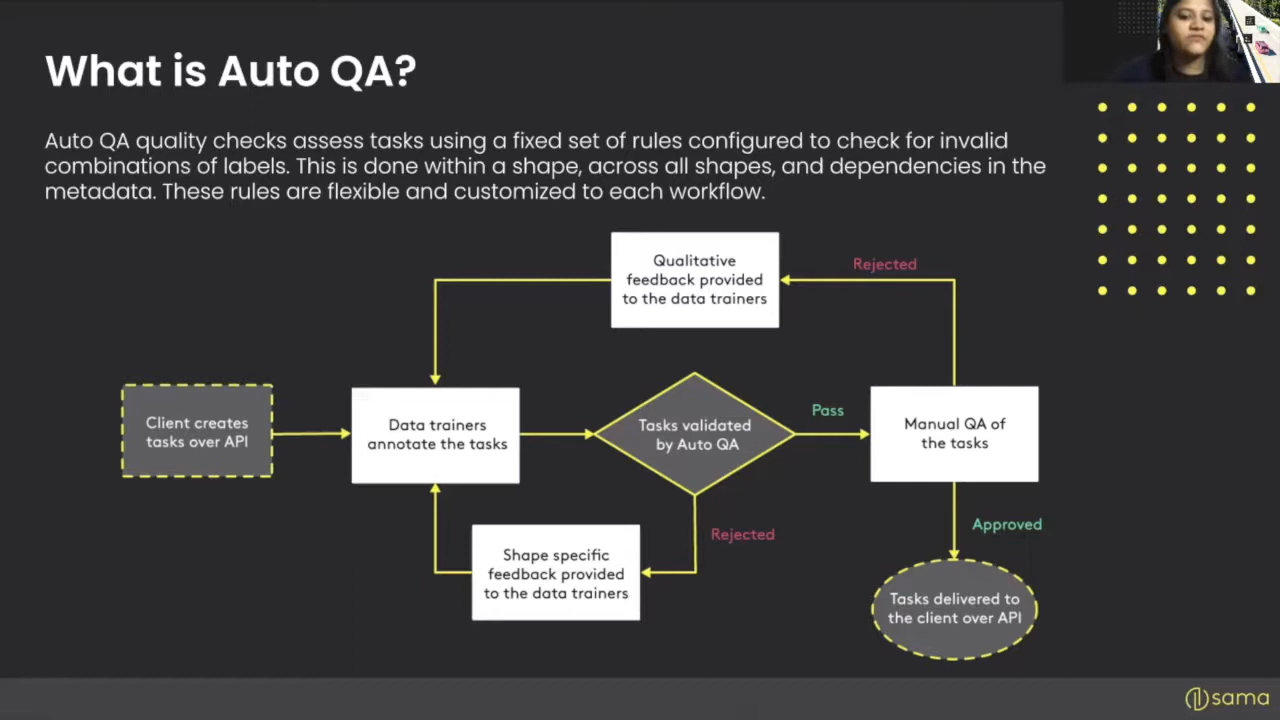 What is Auto QA?
Auto QA quality checks assess tasks using a fixed set of rules configured to check for invalid
combinations of labels. This is done within a shape, across all shapes, and dependencies in the
metadata. These rules are flexible and customized to each workflow.
Qualitative
feedback provided
to the data trainers
Rejected
Client creates
tasks over API
Data trainers
annotate the tasks
Tasks validated
by Auto QA
Pass
Manual QA of
the tasks
Shape specific
feedback provided
to the data trainers
Rejected
Approved
Tasks delivered to
the client over API
sama